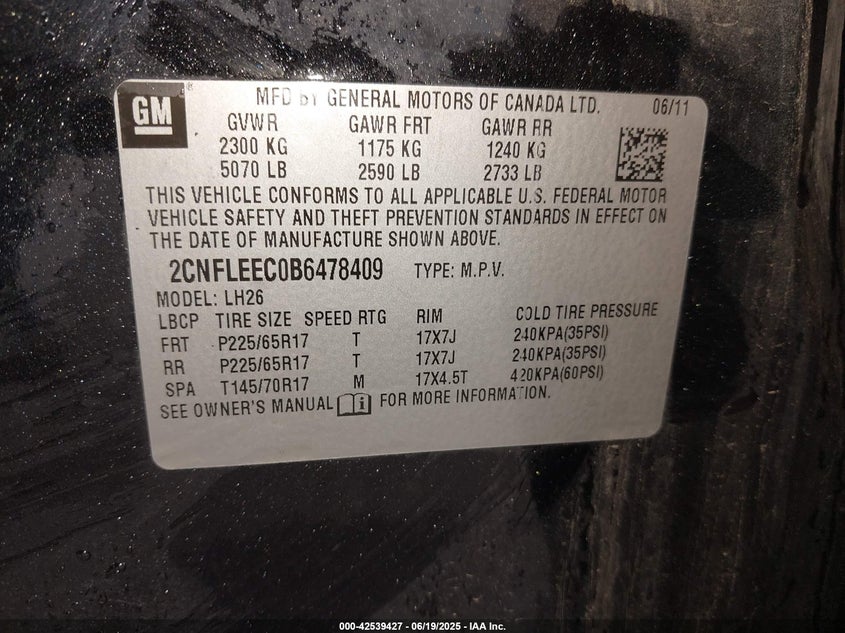 GM ® MFD BY GENERAL MOTORS OF CANADA LTD. 06/11
GVWR GAWR FRT GAWR RR
2300 KG 1175 KG 1240 KG
5070 LB 2590 LB 2733 LB
THIS VEHICLE CONFORMS TO ALL APPLICABLE U.S. FEDERAL MOTOR
VEHICLE SAFETY AND THEFT PREVENTION STANDARDS IN EFFECT ON
THE DATE OF MANUFACTURE SHOWN ABOVE.
2CNFLEEC0B6478409 TYPE: M.P.V.
MODEL: LH26
LBCP TIRE SIZE SPEED RTG RIM COLD TIRE PRESSURE
FRT P225/65R17 T 17X7J 240KPA(35PSI)
RR P225/65R17 T 17X7J 240KPA(35PSI)
SPA T145/70R17 M 17X4.5T 420KPA(60PSI)
SEE OWNER'S MANUAL i FOR MORE INFORMATION.
000-42539427 - 06/19/2025 - IAA Inc.